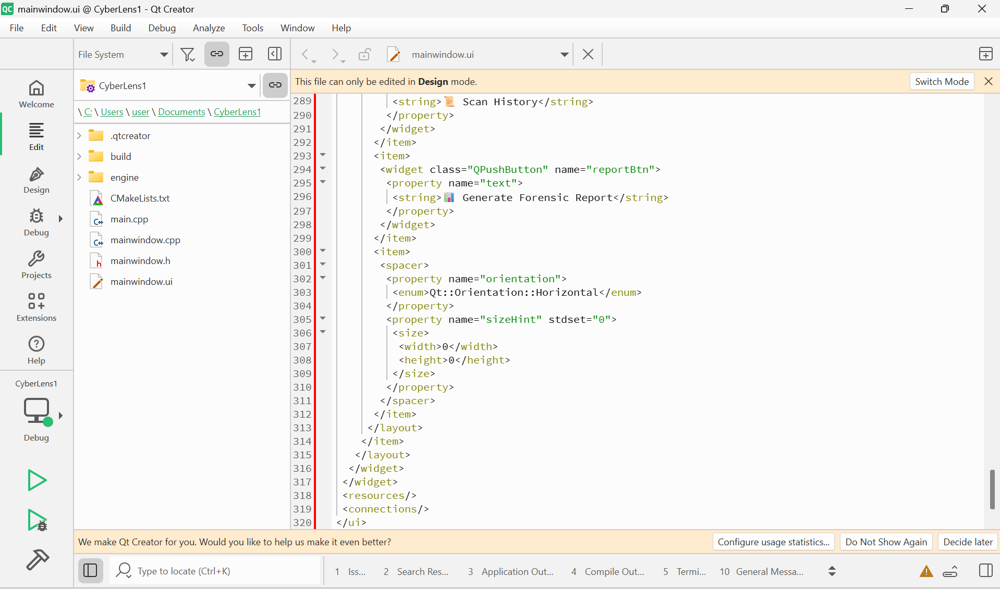 QC mainwindow.ui @ CyberLens1 - Qt Creator
File Edit View Build Debug Analyze Tools Window Help
File System
mainwindow.ui
CyberLens1
This file can only be edited in Design mode.
Switch Mode
\ C: \ Users \ user \ Documents \ CyberLens1
.qtcreator
build
engine
CMakeLists.txt
main.cpp
mainwindow.cpp
mainwindow.h
mainwindow.ui
Welcome
Edit
Design
Debug
Projects
Extensions
Help
CyberLens1
Debug
289 <string>📜 Scan History</string>
290 </property>
291 </widget>
292 </item>
293 <item>
294 <widget class="QPushButton" name="reportBtn">
295 <property name="text">
296 <string>📊 Generate Forensic Report</string>
297 </property>
298 </widget>
299 </item>
300 <item>
301 <spacer>
302 <property name="orientation">
303 <enum>Qt::Orientation::Horizontal</enum>
304 </property>
305 <property name="sizeHint" stdset="0">
306 <size>
307 <width>0</width>
308 <height>0</height>
309 </size>
310 </property>
311 </spacer>
312 </item>
313 </layout>
314 </item>
315 </layout>
316 </widget>
317 </widget>
318 <resources/>
319 <connections/>
320 </ui>
We make Qt Creator for you. Would you like to help us make it even better?
Configure usage statistics... Do Not Show Again Decide later
Type to locate (Ctrl+K)
1 Iss... 2 Search Res... 3 Application Out... 4 Compile Out... 5 Termi... 10 General Messa...